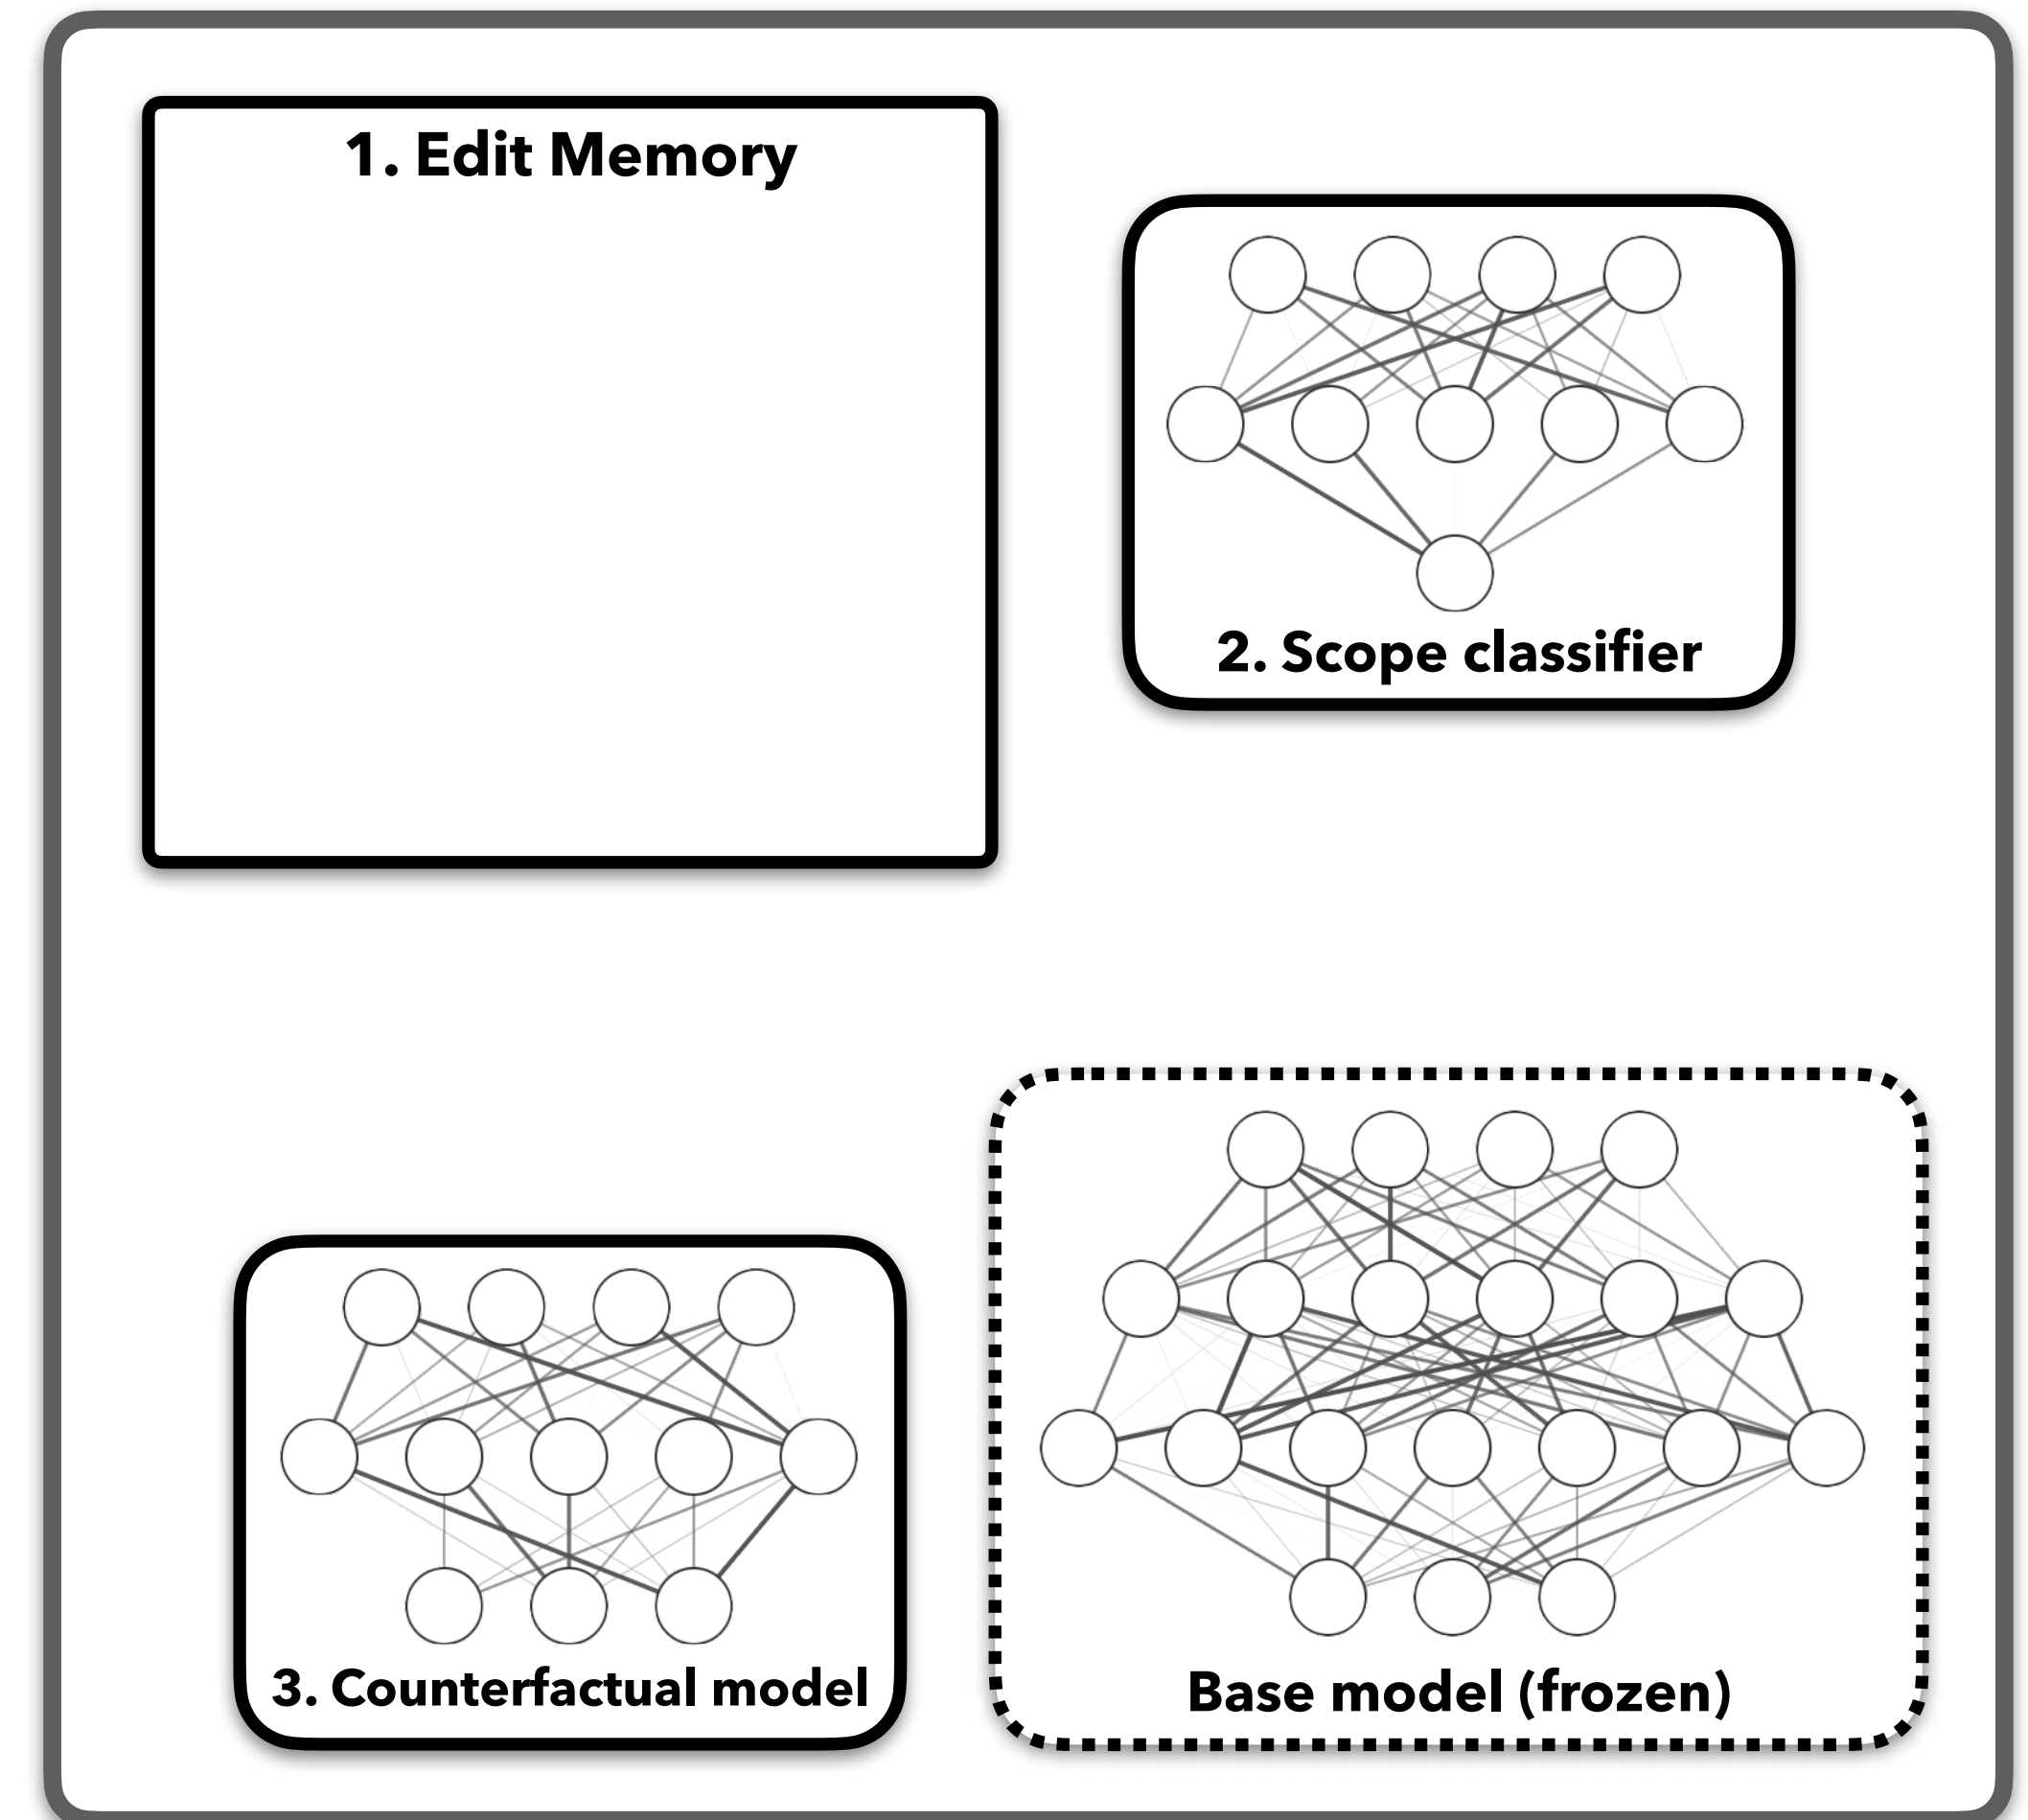 1. Edit Memory
2. Scope classifier
3. Counterfactual model
Base model (frozen)